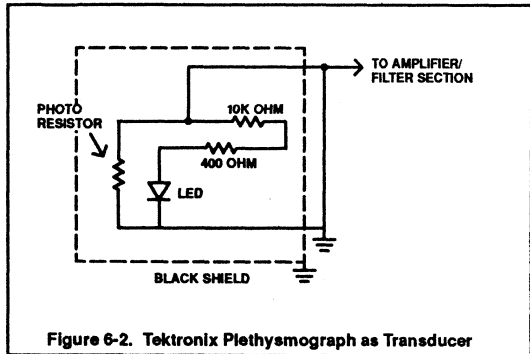 TO AMPLIFIER/
FILTER SECTION
PHOTO
RESISTOR
10K OHM
400 OHM
LED
BLACK SHIELD
Figure 6-2. Tektronix Plethysmograph as Transducer